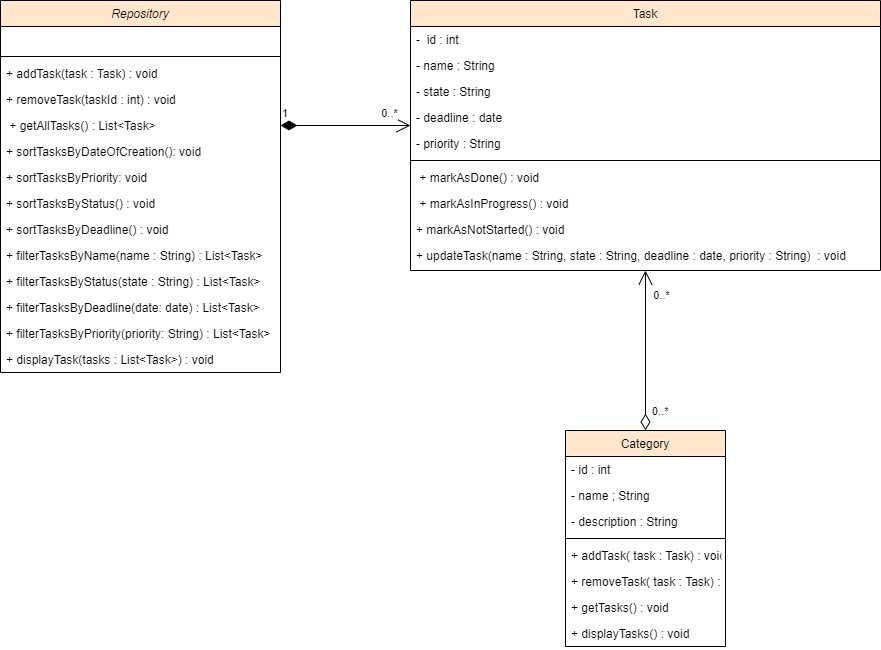 Repository
+ addTask(task : Task) : void
+ removeTask(taskId : int) : void
+ getAllTasks() : List<Task>
+ sortTasksByDateOfCreation(): void
+ sortTasksByPriority: void
+ sortTasksByStatus() : void
+ sortTasksByDeadline() : void
+ filterTasksByName(name : String) : List<Task>
+ filterTasksByStatus(state : String) : List<Task>
+ filterTasksByDeadline(date: date) : List<Task>
+ filterTasksByPriority(priority: String) : List<Task>
+ displayTask(tasks : List<Task>) : void
1
0..*
Task
- id : int
- name : String
- state : String
- deadline : date
- priority : String
+ markAsDone() : void
+ markAsInProgress() : void
+ markAsNotStarted() : void
+ updateTask(name : String, state : String, deadline : date, priority : String) : void
0..*
0..*
Category
- id : int
- name ; String
- description : String
+ addTask( task : Task) : voi
+ removeTask( task : Task) :
+ getTasks() : void
+ displayTasks() : void